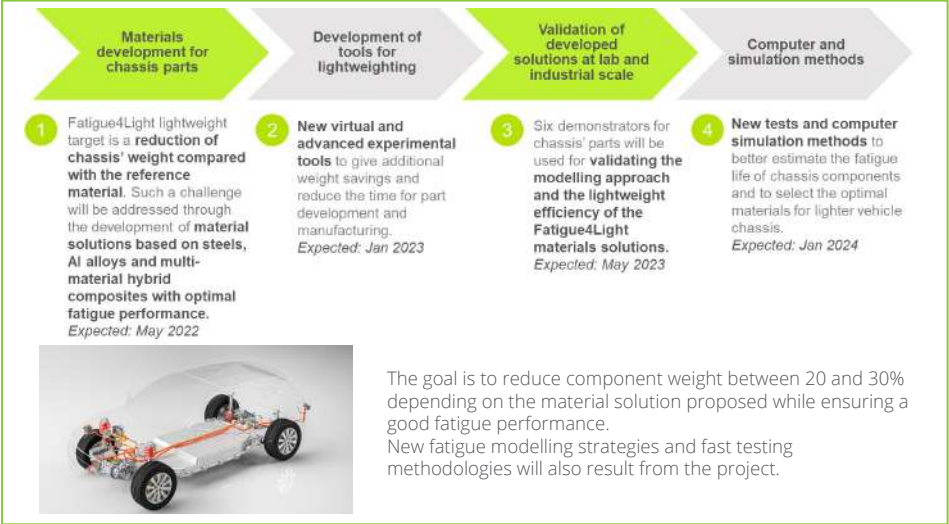 Materials
development for
chassis parts
Development of
tools for
lightweighting
Validation of
developed
solutions at lab and
industrial scale
Computer and
simulation methods
1
Fatigue4Light lightweight
target is a reduction of
chassis' weight compared
with the reference
material. Such a challenge
will be addressed through
the development of material
solutions based on steels,
Al alloys and multi-
material hybrid
composites with optimal
fatigue performance.
Expected: May 2022
2
New virtual and
advanced experimental
tools to give additional
weight savings and
reduce the time for part
development and
manufacturing.
Expected: Jan 2023
3
Six demonstrators for
chassis' parts will be
used for validating the
modelling approach
and the lightweight
efficiency of the
Fatigue4Light
materials solutions.
Expected: May 2023
4
New tests and computer
simulation methods to
better estimate the fatigue
life of chassis components
and to select the optimal
materials for lighter vehicle
chassis.
Expected: Jan 2024
The goal is to reduce component weight between 20 and 30%
depending on the material solution proposed while ensuring a
good fatigue performance.
New fatigue modelling strategies and fast testing
methodologies will also result from the project.